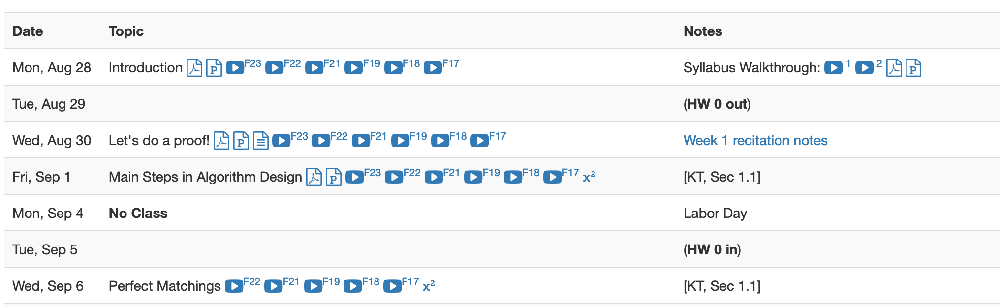 Date Topic Notes
Mon, Aug 28 Introduction F23 F22 F21 F19 F18 F17 Syllabus Walkthrough: 1 2
Tue, Aug 29 (HW 0 out)
Wed, Aug 30 Let's do a proof! F23 F22 F21 F19 F18 F17 Week 1 recitation notes
Fri, Sep 1 Main Steps in Algorithm Design F23 F22 F21 F19 F18 F17 x² [KT, Sec 1.1]
Mon, Sep 4 No Class Labor Day
Tue, Sep 5 (HW 0 in)
Wed, Sep 6 Perfect Matchings F22 F21 F19 F18 F17 x² [KT, Sec 1.1]